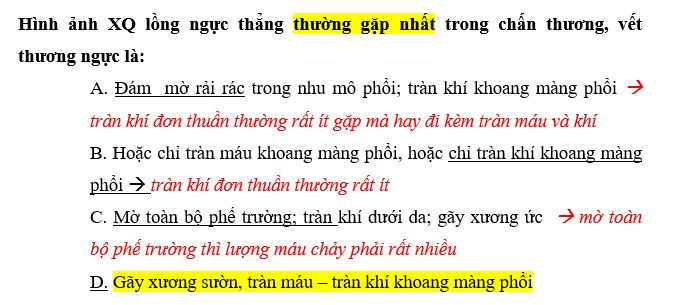 Hình ảnh XQ lồng ngực thẳng thường gặp nhất trong chấn thương, vết
thương ngực là:
A. Đám mờ rải rác trong nhu mô phổi; tràn khí khoang màng phổi →
tràn khí đơn thuần thường rất ít gặp mà hay đi kèm tràn máu và khí
B. Hoặc chỉ tràn máu khoang màng phổi, hoặc chỉ tràn khí khoang màng
phổi → tràn khí đơn thuần thường rất ít
C. Mờ toàn bộ phế trường; tràn khí dưới da; gãy xương ức → mờ toàn
bộ phế trường thì lượng máu chảy phải rất nhiều
D. Gãy xương sườn, tràn máu – tràn khí khoang màng phổi